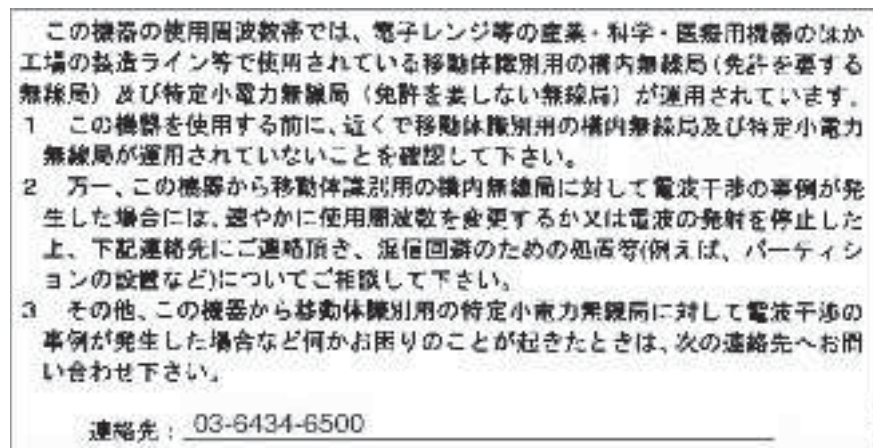 この機器の使用周波数帯では、電子レンジ等の産業・科学・医療用機器のほか
工場の製造ライン等で使用されている移動体識別用の構内無線局(免許を要する
無線局)及び特定小電力無線局(免許を要しない無線局)が運用されています。
1 この機器を使用する前に、近くで移動体識別用の構内無線局及び特定小電力
無線局が運用されていないことを確認して下さい。
2 万一、この機器から移動体識別用の構内無線局に対して電波干渉の事例が発
生した場合には、速やかに使用周波数を変更するか又は電波の発射を停止した
上、下記連絡先にご連絡頂き、混信回避のための処置等(例えば、パーティシ
ョンの設置など)についてご相談して下さい。
3 その他、この機器から移動体識別用の特定小電力無線局に対して電波干渉の
事例が発生した場合など何かお困りのことが起きたときは、次の連絡先へお問
い合わせ下さい。
連絡先: 03-6434-6500